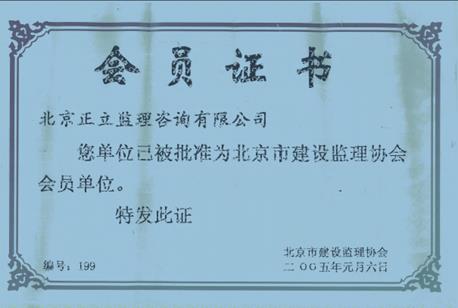 会员证书
北京正立监理咨询有限公司
您单位已被批准为北京市建设监理协会
会员单位。
特发此证
北京市建设监理协会
编号：199
二00五年元月六日